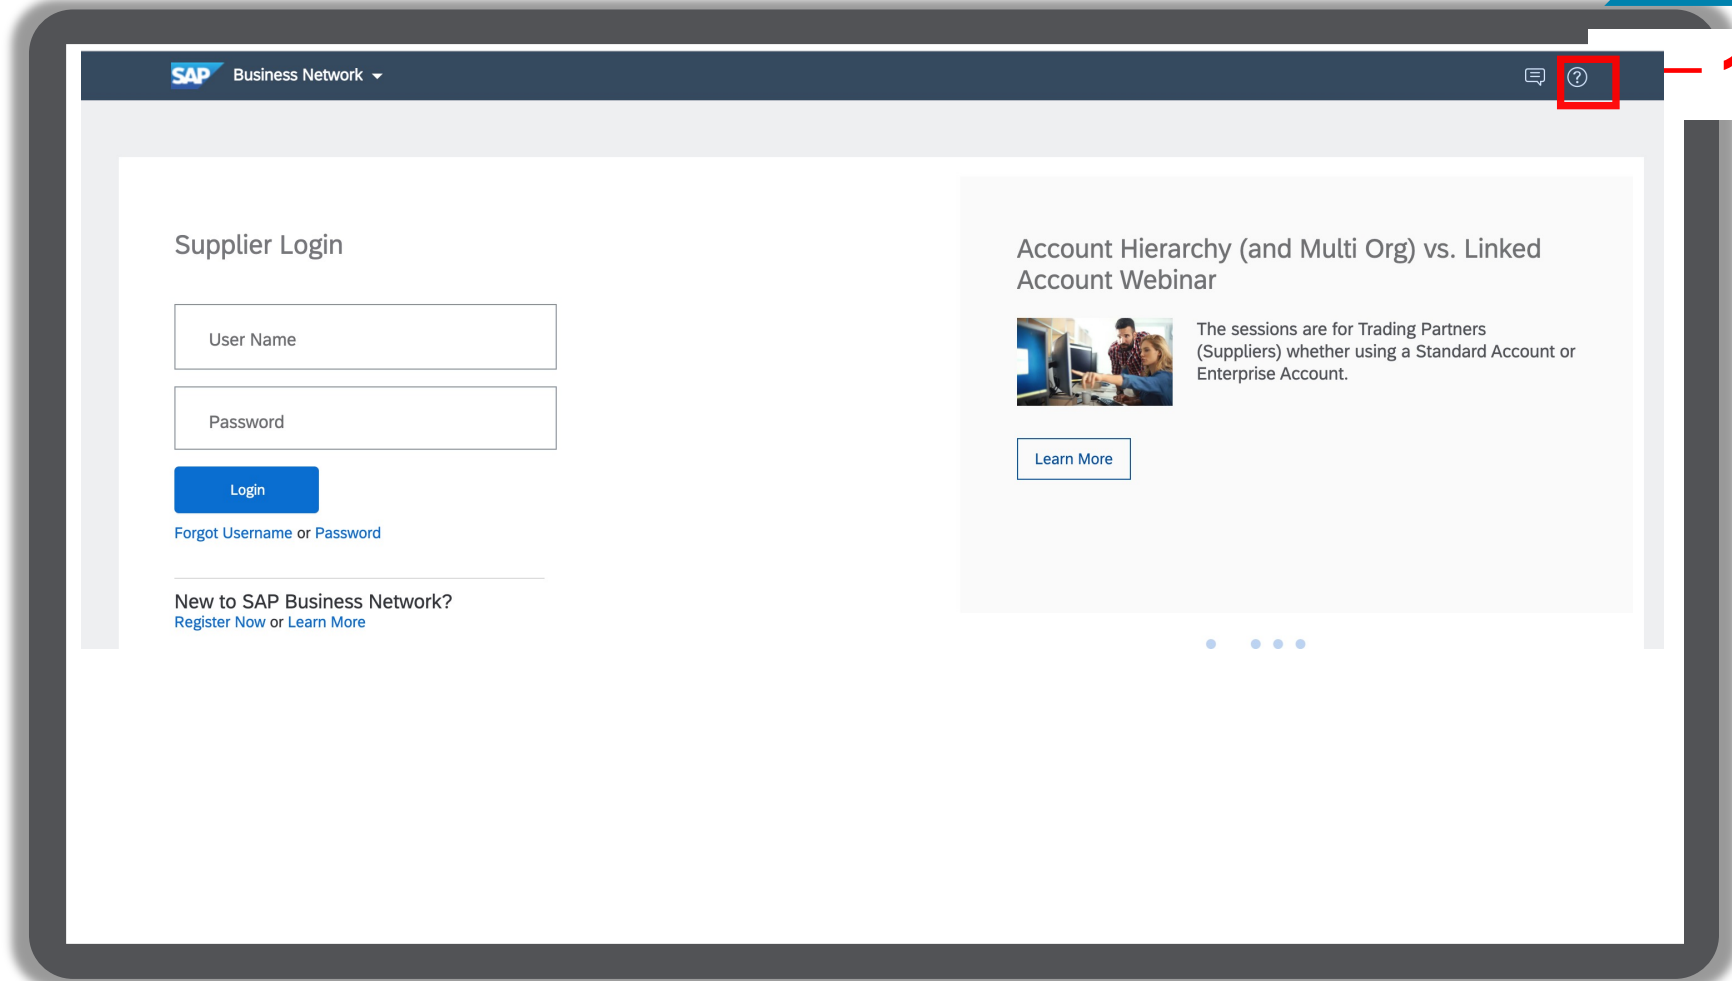 SAP Business Network
Supplier Login
User Name
Password
Login
Forgot Username or Password
New to SAP Business Network?
Register Now or Learn More
Account Hierarchy (and Multi Org) vs. Linked
Account Webinar
The sessions are for Trading Partners
(Suppliers) whether using a Standard Account or
Enterprise Account.
Learn More